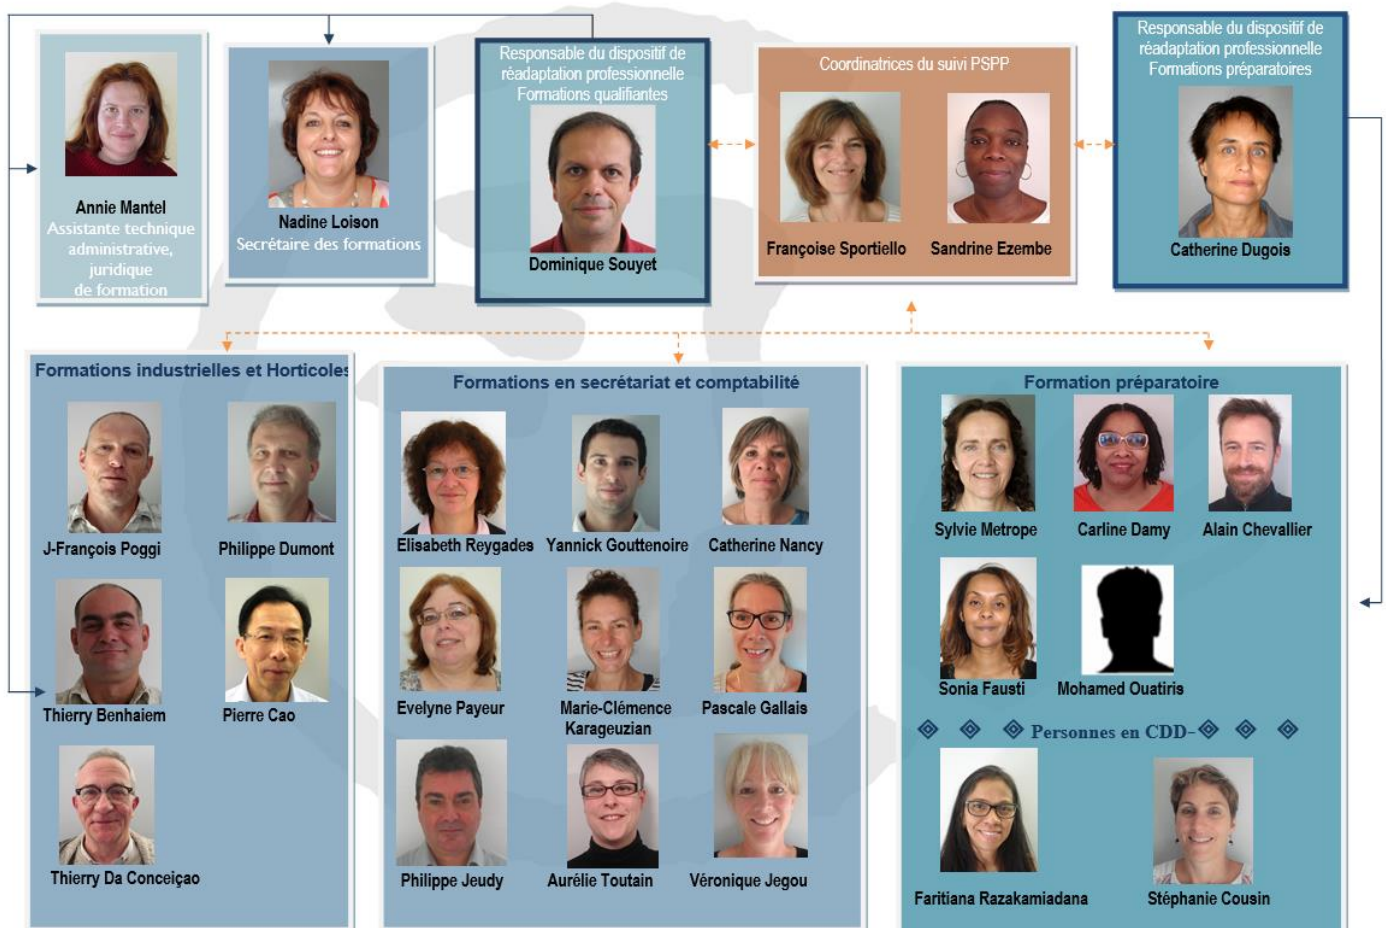 Annie Mantel
Assistante technique
administrative,
juridique
de formation
Nadine Loison
Secrétaire des formations
Responsable du dispositif de
réadaptation professionnelle
Formations qualifiantes
Dominique Souyet
Coordinatrices du suivi PSPP
Françoise Sportiello
Sandrine Ezembe
Responsable du dispositif de
réadaptation professionnelle
Formations préparatoires
Catherine Dugois
Formations industrielles et Horticoles
J-François Poggi
Philippe Dumont
Thierry Benhaiem
Pierre Cao
Thierry Da Conceiçao
Formations en secrétariat et comptabilité
Elisabeth Reygades
Yannick Gouttenoire
Catherine Nancy
Evelyne Payeur
Marie-Clémence
Karageuzian
Pascale Gallais
Philippe Jeudy
Aurélie Toutain
Véronique Jegou
Formation préparatoire
Sylvie Metrope
Carline Damy
Alain Chevallier
Sonia Fausti
Mohamed Ouatiris
Personnes en CDD-
Faritiana Razakamiadana
Stéphanie Cousin